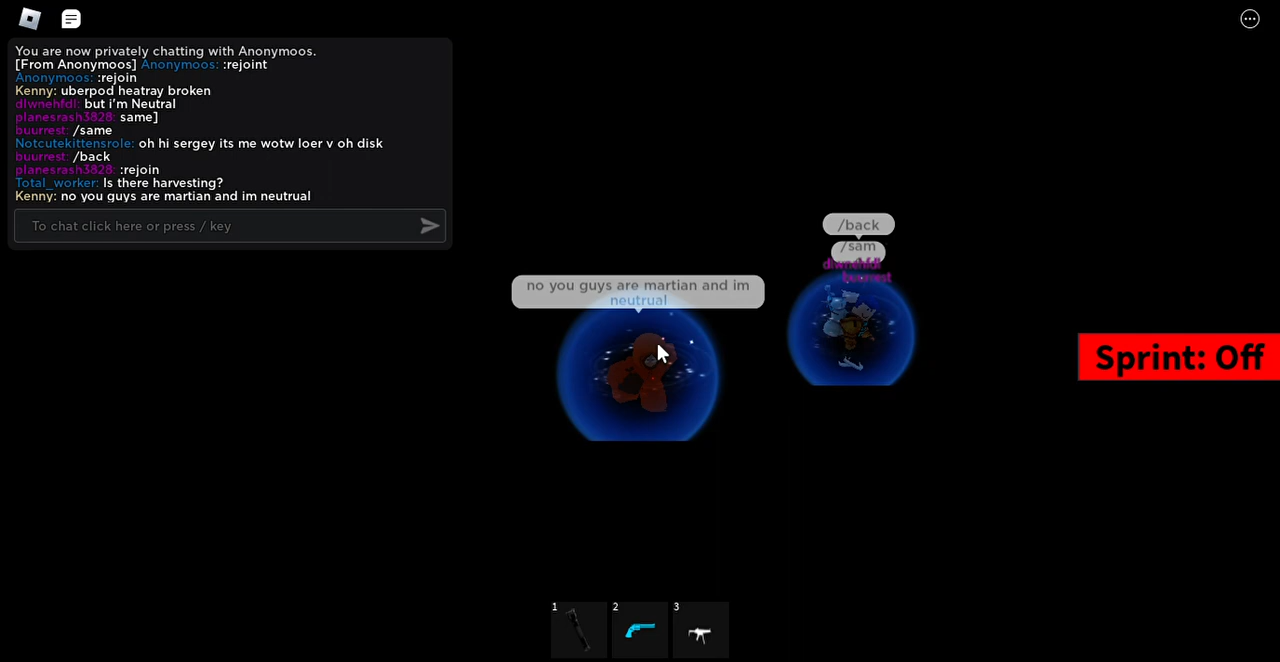 You are now privately chatting with Anonymoos.
[From Anonymoos] Anonymoos: :rejoint
Anonymoos: :rejoin
Kenny: uberpod heatray broken
dlwnehfdl: but i'm Neutral
planesrash3828: same]
buurrest: /same
Notcutekittensrole: oh hi sergey its me wotw loer v oh disk
buurrest: /back
planesrash3828: :rejoin
Total_worker: Is there harvesting?
Kenny: no you guys are martian and im neutrual
To chat click here or press / key
/back
/sam
dlwnehfdl
buurrest
no you guys are martian and im
neutrual
Sprint: Off
1
2
3